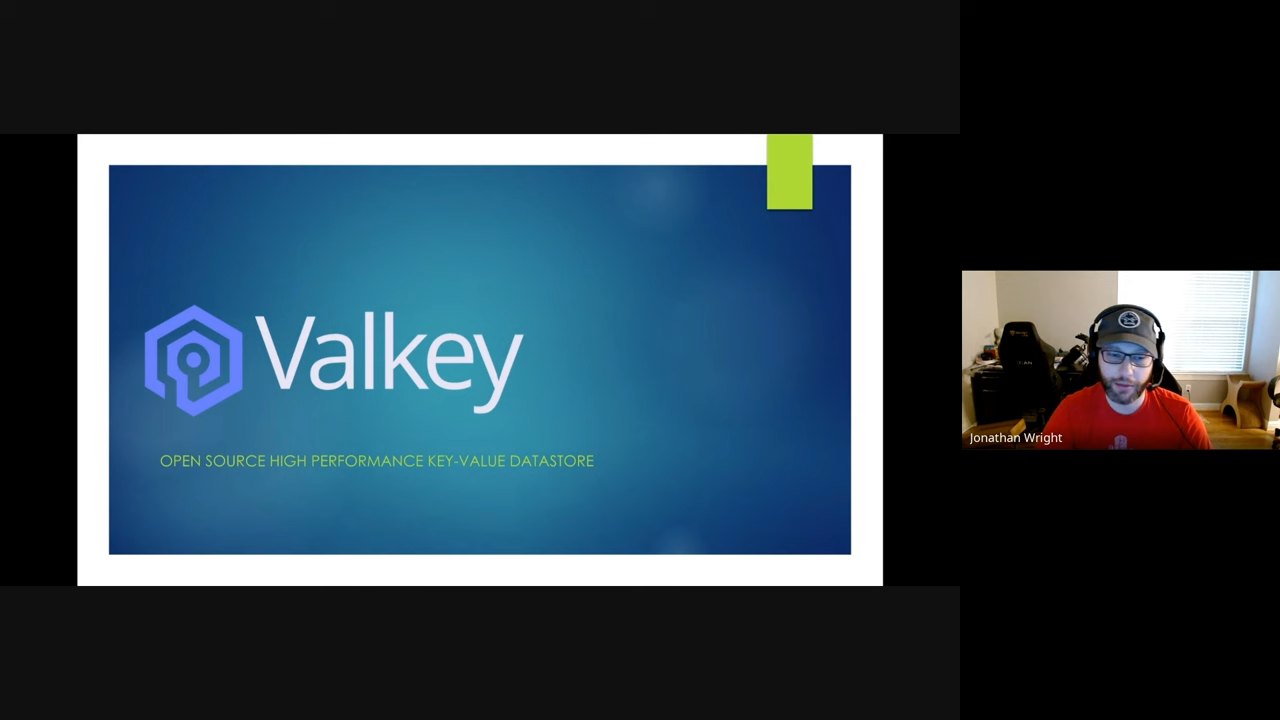 Valkey
OPEN SOURCE HIGH PERFORMANCE KEY-VALUE DATASTORE
Jonathan Wright